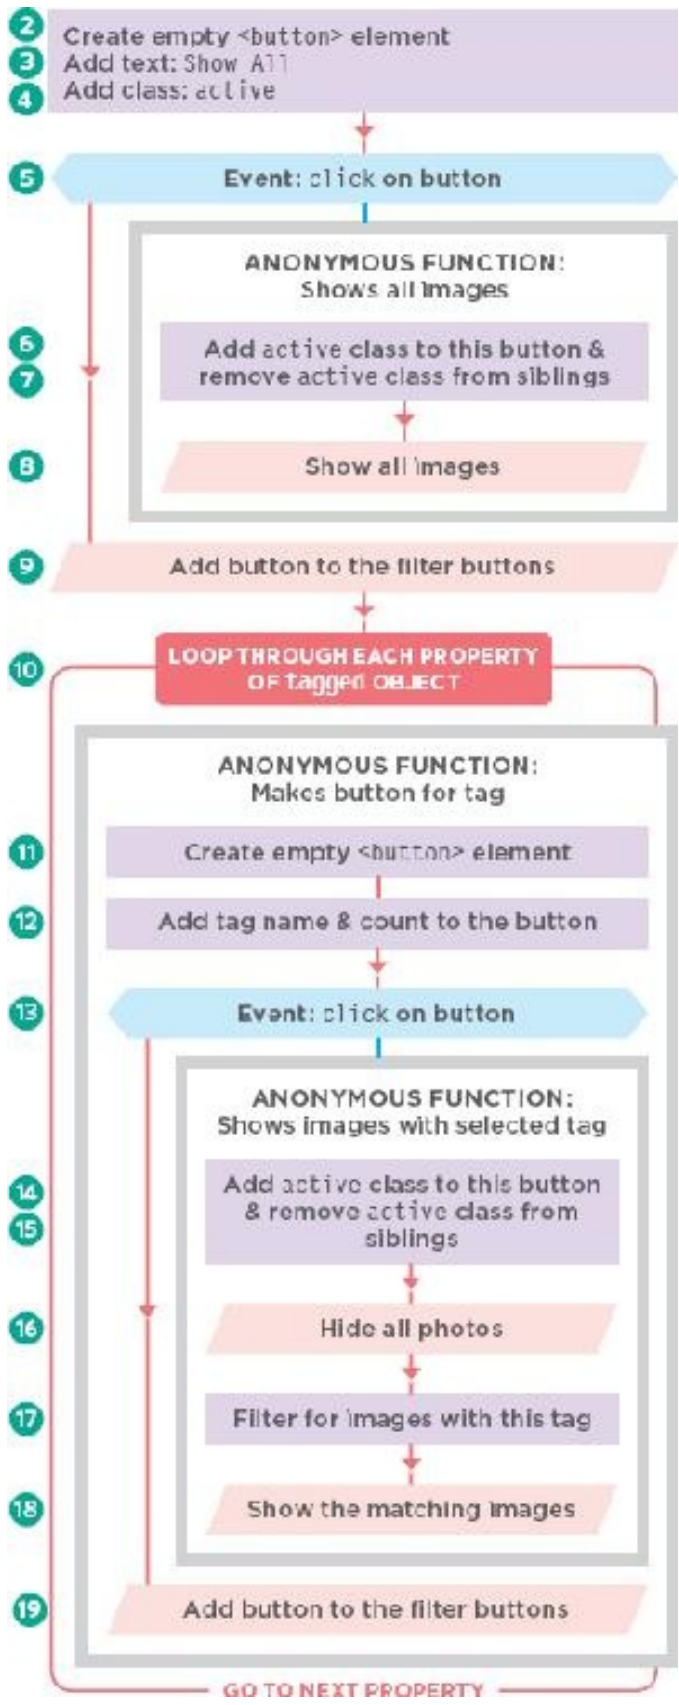 2
Create empty <button> element
3
Add text: Show All
4
Add class: active
5
Event: click on button
ANONYMOUS FUNCTION:
Shows all images
6
Add active class to this button &
7
remove active class from siblings
8
Show all images
9
Add button to the filter buttons
10
LOOP THROUGH EACH PROPERTY
OF tagged OBJECT
ANONYMOUS FUNCTION:
Makes button for tag
11
Create empty <button> element
12
Add tag name & count to the button
13
Event: click on button
ANONYMOUS FUNCTION:
Shows images with selected tag
14
Add active class to this button
15
& remove active class from
siblings
16
Hide all photos
17
Filter for images with this tag
18
Show the matching images
19
Add button to the filter buttons
GO TO NEXT PROPERTY